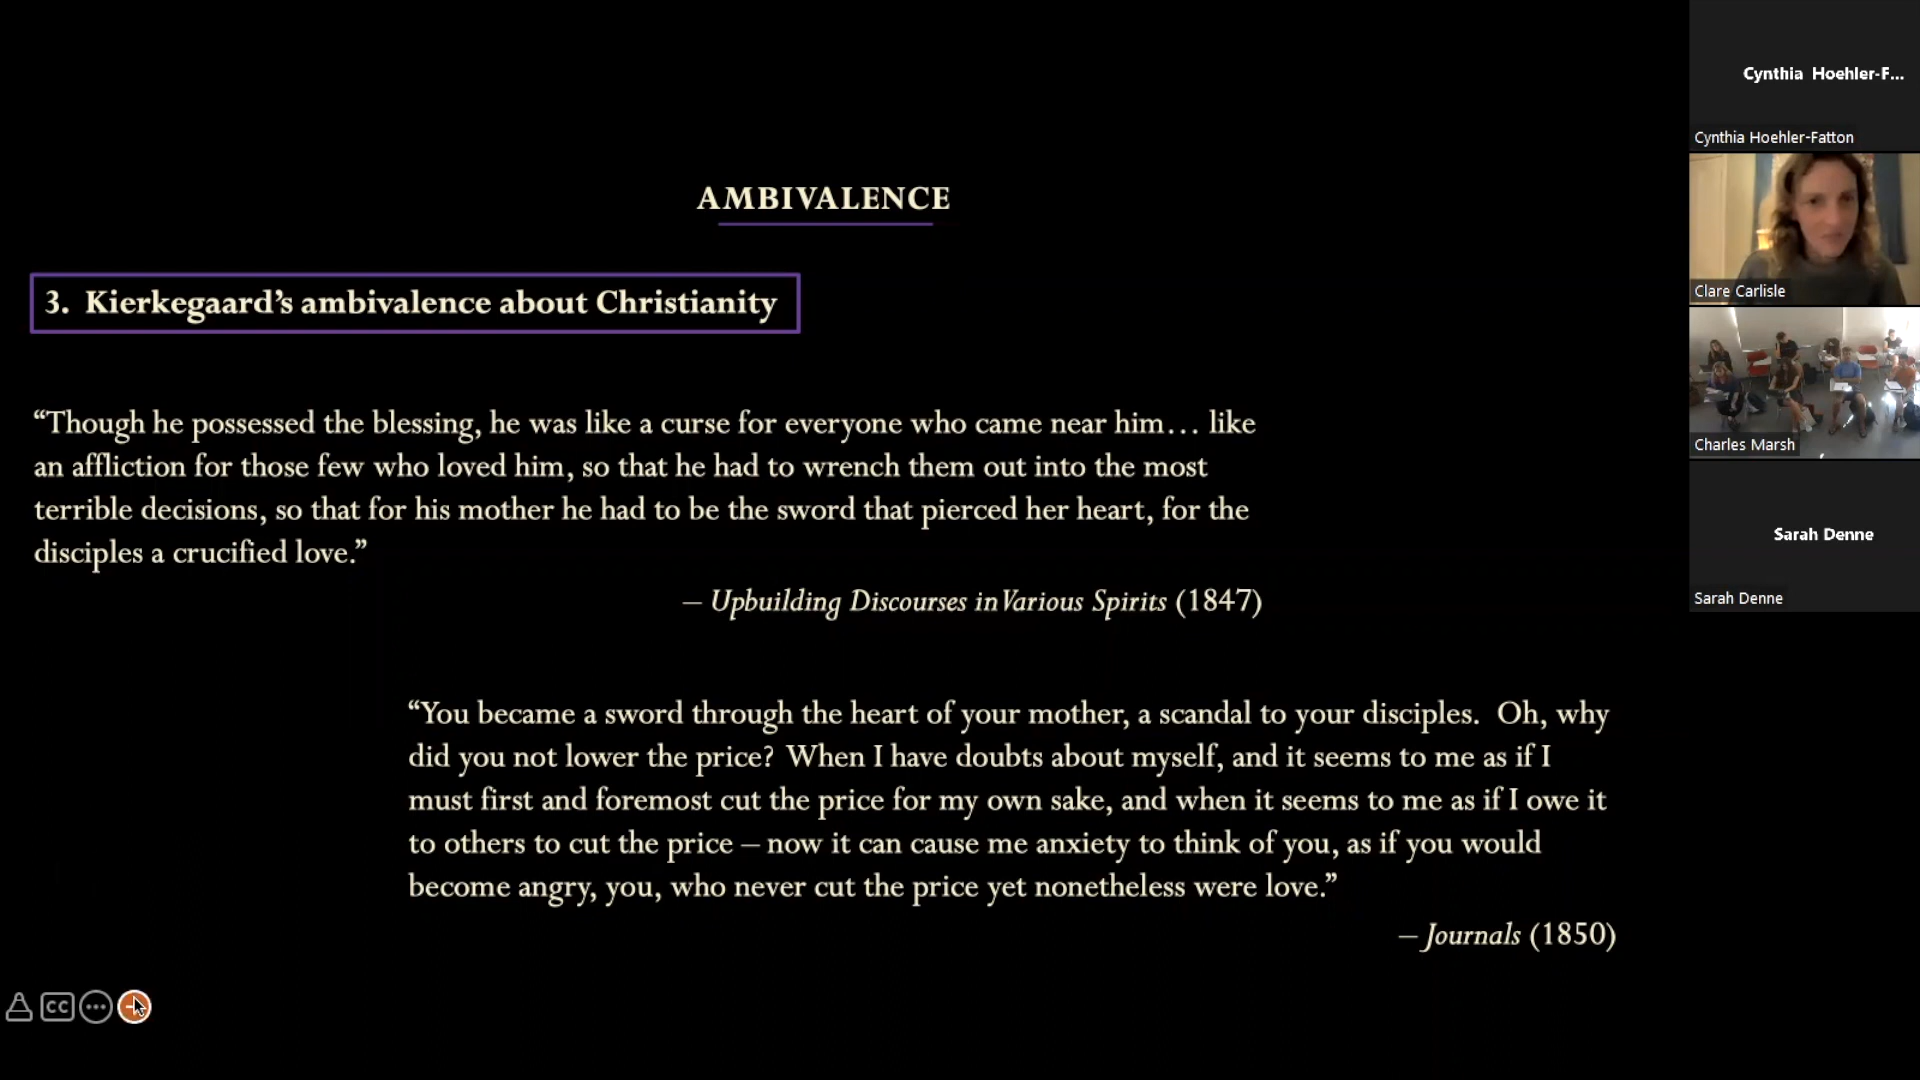 AMBIVALENCE
3. Kierkegaard’s ambivalence about Christianity
“Though he possessed the blessing, he was like a curse for everyone who came near him… like
an affliction for those few who loved him, so that he had to wrench them out into the most
terrible decisions, so that for his mother he had to be the sword that pierced her heart, for the
disciples a crucified love.”
– Upbuilding Discourses in Various Spirits (1847)
“You became a sword through the heart of your mother, a scandal to your disciples. Oh, why
did you not lower the price? When I have doubts about myself, and it seems to me as if I
must first and foremost cut the price for my own sake, and when it seems to me as if I owe it
to others to cut the price – now it can cause me anxiety to think of you, as if you would
become angry, you, who never cut the price yet nonetheless were love.”
– Journals (1850)
CC
Cynthia Hoehler-F...
Cynthia Hoehler-Fatton
Clare Carlisle
Charles Marsh
Sarah Denne
Sarah Denne